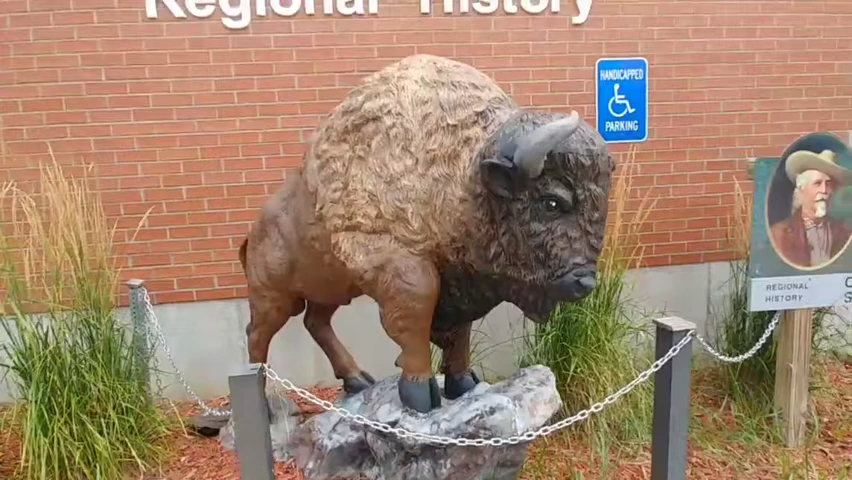 Regional History
HANDICAPPED
PARKING
REGIONAL
HISTORY